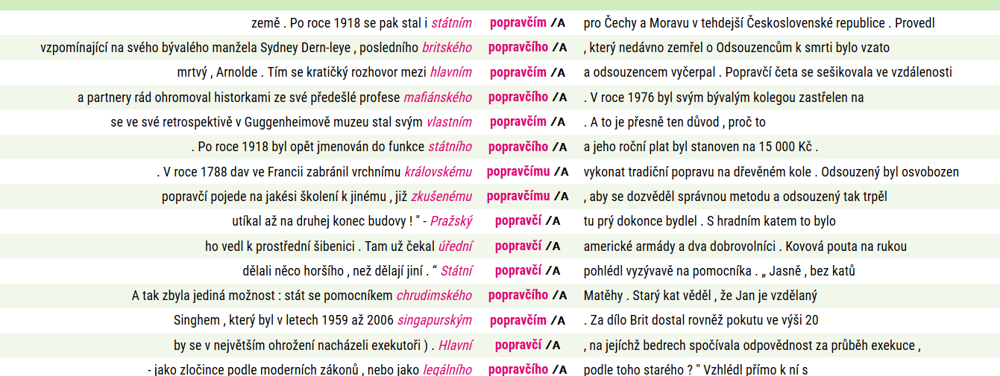 země . Po roce 1918 se pak stal i státním popravčím /A pro Čechy a Moravu v tehdejší Československé republice . Provedl
vzpomínající na svého bývalého manžela Sydney Dern-leye , posledního britského popravčího /A , který nedávno zemřel o Odsouzencům k smrti bylo vzato
mrtvý , Arnolde . Tím se kratičký rozhovor mezi hlavním popravčím /A a odsouzencem vyčerpal . Popravčí četa se sešikovala ve vzdálenosti
a partnery rád ohromoval historkami ze své předešlé profese mafiánského popravčího /A . V roce 1976 byl svým bývalým kolegou zastřelen na
se ve své retrospektivě v Guggenheimově muzeu stal svým vlastním popravčím /A . A to je přesně ten důvod , proč to
. Po roce 1918 byl opět jmenován do funkce státního popravčího /A a jeho roční plat byl stanoven na 15 000 Kč .
. V roce 1788 dav ve Francii zabránil vrchnímu královskému popravčímu /A vykonat tradiční popravu na dřevěném kole . Odsouzený byl osvobozen
popravčí pojede na jakési školení k jinému , již zkušenému popravčímu /A , aby se dozvěděl správnou metodu a odsouzený tak trpěl
utíkal až na druhej konec budovy ! " - Pražský popravčí /A tu prý dokonce bydlel . S hradním katem to bylo
ho vedl k prostřední šibenici . Tam už čekal úřední popravčí /A americké armády a dva dobrovolníci . Kovová pouta na rukou
dělali něco horšího , než dělají jiní . “ Státní popravčí /A pohlédl vyzývavě na pomocníka . „ Jasně , bez katů
A tak zbyla jediná možnost : stát se pomocníkem chrudimského popravčího /A Matěhy . Starý kat věděl , že Jan je vzdělaný
Singhem , který byl v letech 1959 až 2006 singapurským popravčím /A . Za dílo Brit dostal rovněž pokutu ve výši 20
by se v největším ohrožení nacházeli exekutoři ) . Hlavní popravčí /A , na jejíchž bedrech spočívala odpovědnost za průběh exekuce ,
- jako zločince podle moderních zákonů , nebo jako legálního popravčího /A podle toho starého ? " Vzhlédl přímo k ní s